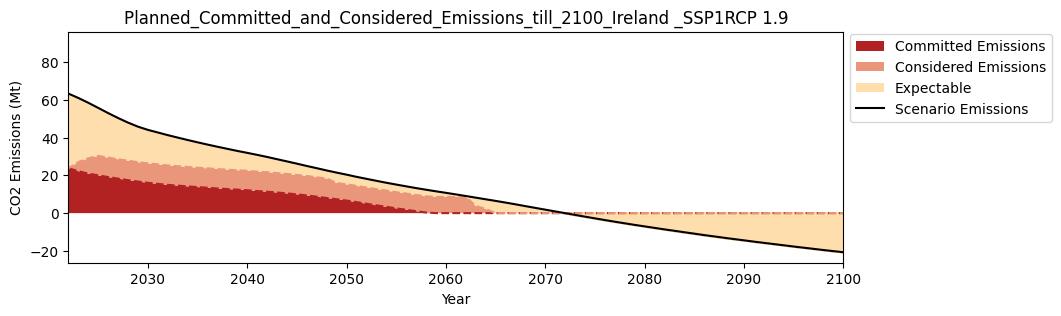 Planned_Committed_and_Considered_Emissions_till_2100_Ireland _SSP1RCP 1.9
CO2 Emissions (Mt)
80
60
40
20
0
−20
2030
2040
2050
2060
2070
2080
2090
2100
Year
Committed Emissions
Considered Emissions
Expectable
Scenario Emissions